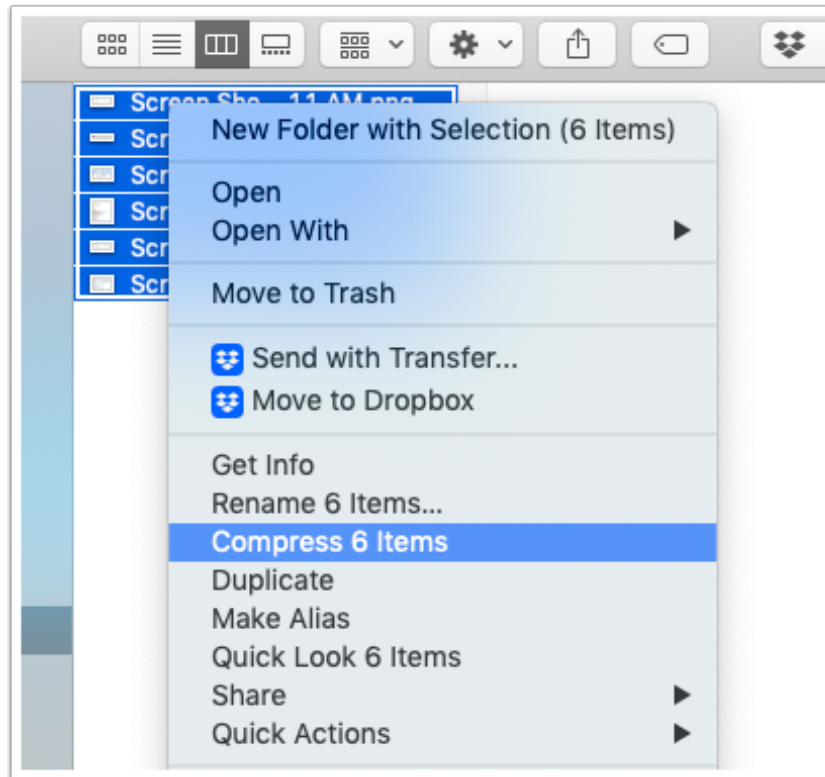 Screen Sho... 11 AM.png
New Folder with Selection (6 Items)
Scr
Scr
Open
Scr
Open With
Scr
Scr
Move to Trash
Send with Transfer...
Move to Dropbox
Get Info
Rename 6 Items...
Compress 6 Items
Duplicate
Make Alias
Quick Look 6 Items
Share
Quick Actions